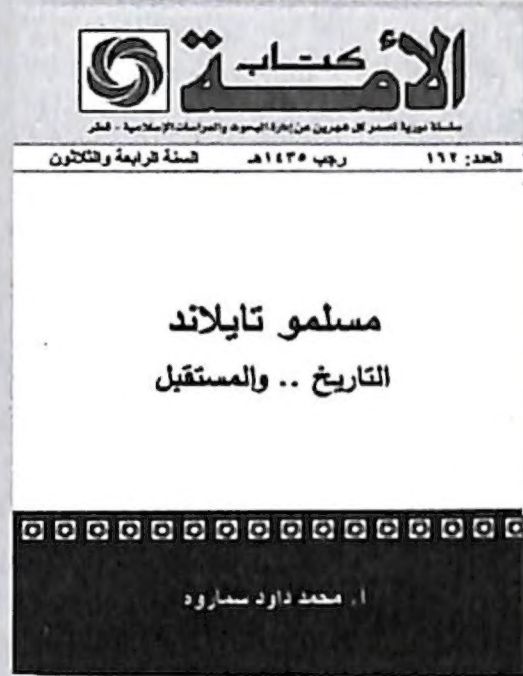 كتاب
الأمة
سلسلة دورية تصدر كل شهرين عن إدارة البحوث والدراسات الإسلامية - قطر
العدد: ١٦٢ رجب ١٤٣٥هـ السنة الرابعة والثلاثون
مسلمو تايلاند
التاريخ .. والمستقبل
أ. محمد داود سماروه